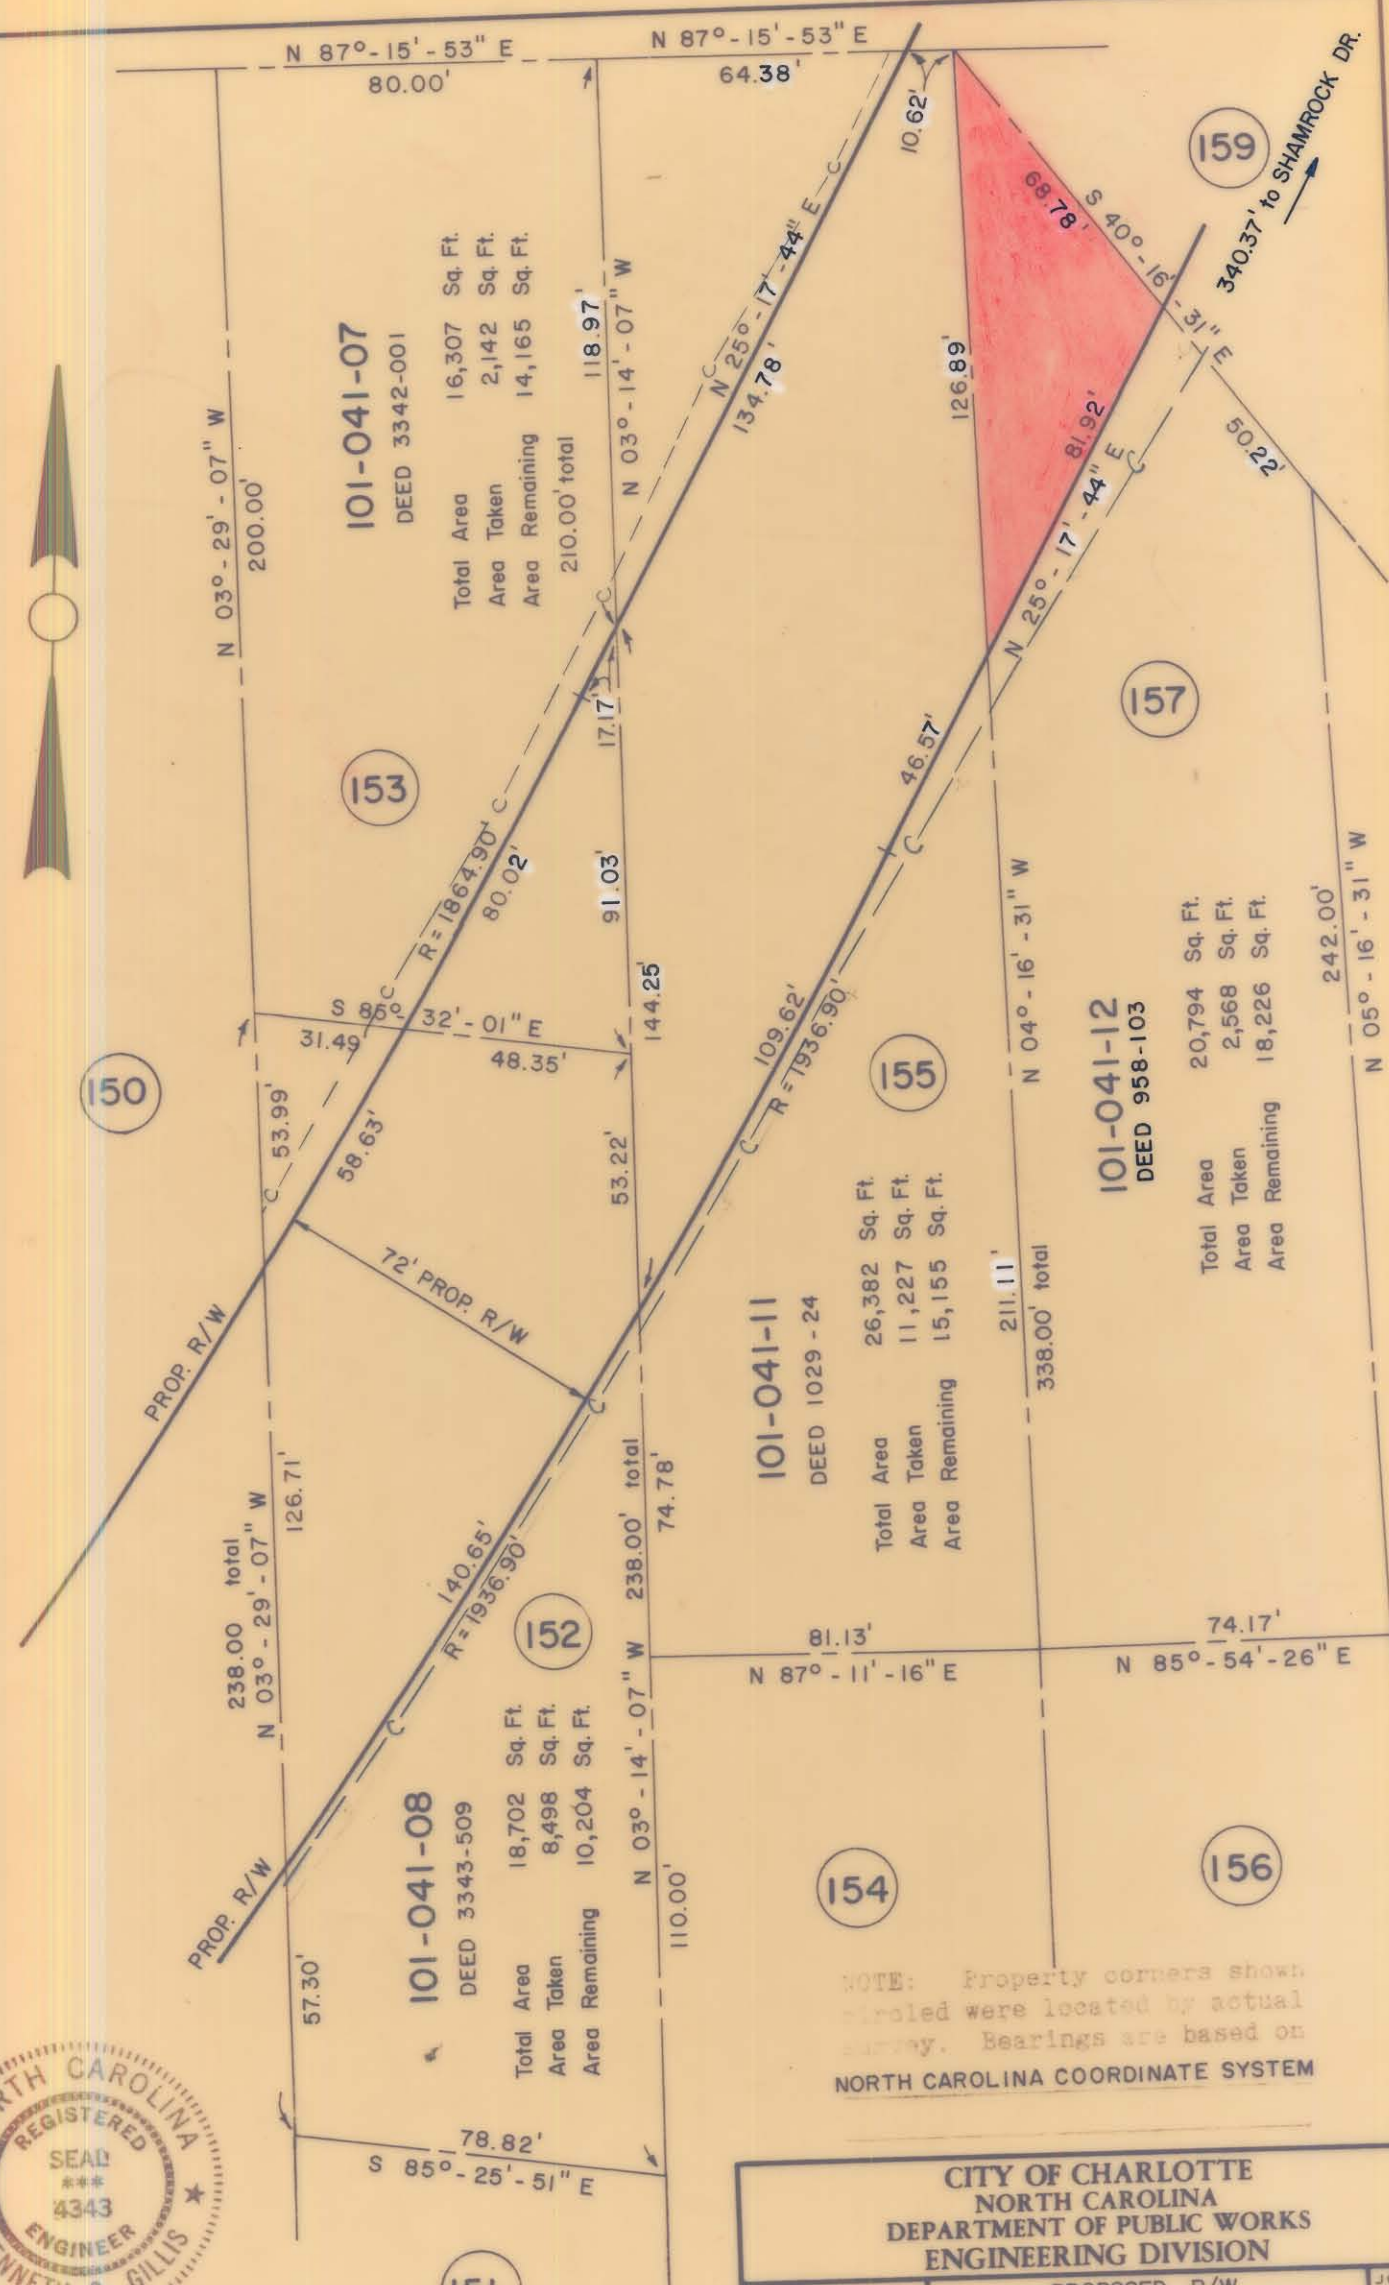 N 87°-15'-53" E
80.00'
N 87°-15'-53" E
64.38'
10.62'
159
340.37' to SHAMROCK DR.
S 40°-16'-31" E
68.78'
50.22'
126.89'
81.92'
N 25°-17'-44" E
N 25°-17'-44" E
134.78'
C
C
118.97'
N 03°-14'-07" W
210.00' total
101-041-07
DEED 3342-001
Total Area 16,307 Sq. Ft.
Area Taken 2,142 Sq. Ft.
Area Remaining 14,165 Sq. Ft.
N 03°-29'-07" W
200.00'
C
C
17.17'
153
157
46.57'
C
C
R = 1864.90'
80.02'
C
91.03'
144.25'
S 85°-32'-01" E
31.49'
48.35'
150
53.99'
C
58.63'
53.22'
109.62'
R = 1936.90'
C
155
N 04°-16'-31" W
211.11'
338.00' total
101-041-12
DEED 958-103
Total Area 20,794 Sq. Ft.
Area Taken 2,568 Sq. Ft.
Area Remaining 18,226 Sq. Ft.
242.00'
N 05°-16'-31" W
72' PROP. R/W
PROP. R/W
C
101-041-11
DEED 1029-24
Total Area 26,382 Sq. Ft.
Area Taken 11,227 Sq. Ft.
Area Remaining 15,155 Sq. Ft.
238.00 total
N 03°-29'-07" W
126.71'
140.65'
R = 1936.90'
C
152
N 03°-14'-07" W 238.00' total
74.78'
81.13'
N 87°-11'-16" E
74.17'
N 85°-54'-26" E
PROP. R/W
57.30'
101-041-08
DEED 3343-509
Total Area 18,702 Sq. Ft.
Area Taken 8,498 Sq. Ft.
Area Remaining 10,204 Sq. Ft.
110.00'
154
156
NOTE: Property corners shown
circled were located by actual
survey. Bearings are based on
NORTH CAROLINA COORDINATE SYSTEM
78.82'
S 85°-25'-51" E
CAROLINA
REGISTERED
SEAL
***
4343
ENGINEER
GILLIS
CITY OF CHARLOTTE
NORTH CAROLINA
DEPARTMENT OF PUBLIC WORKS
ENGINEERING DIVISION
PROPOSED R/W